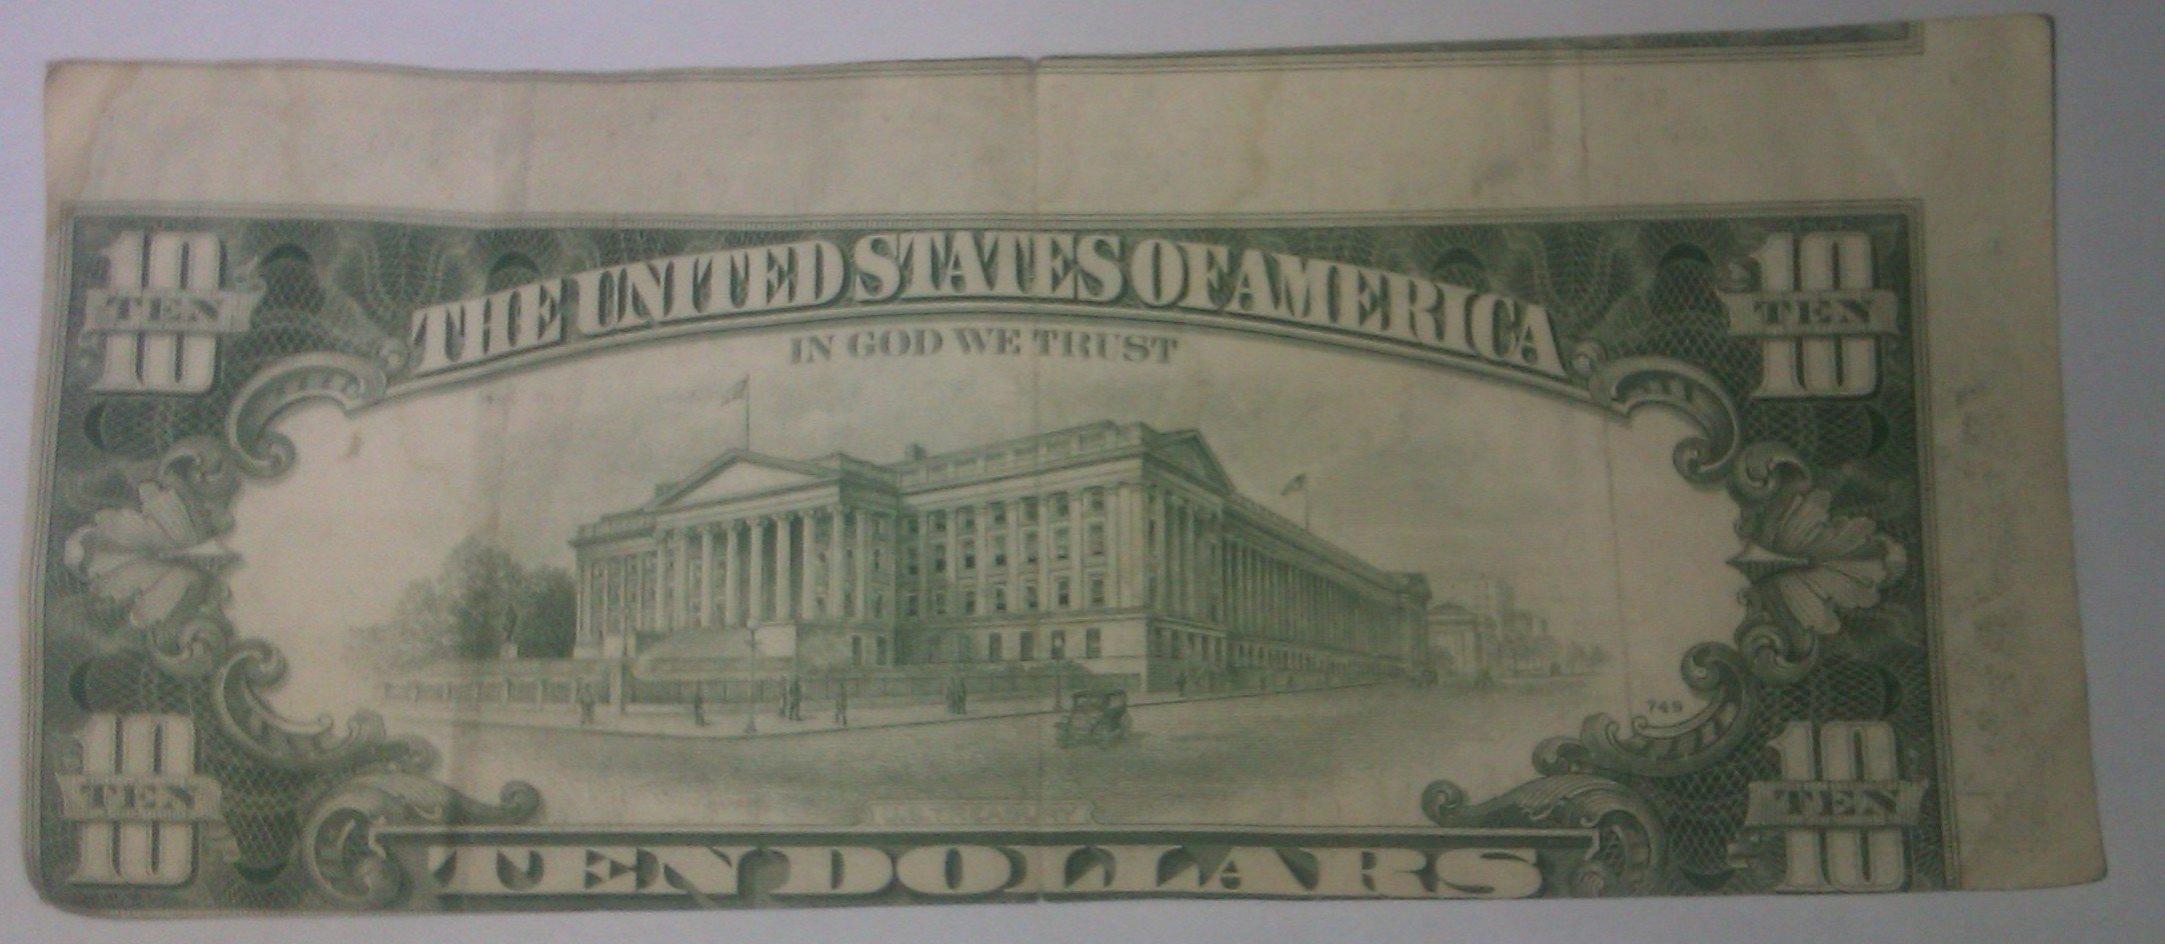 10 TEN 10
THE UNITED STATES OF AMERICA
10 TEN 10
IN GOD WE TRUST
749
10 TEN 10
TEN DOLLARS
10 TEN 10